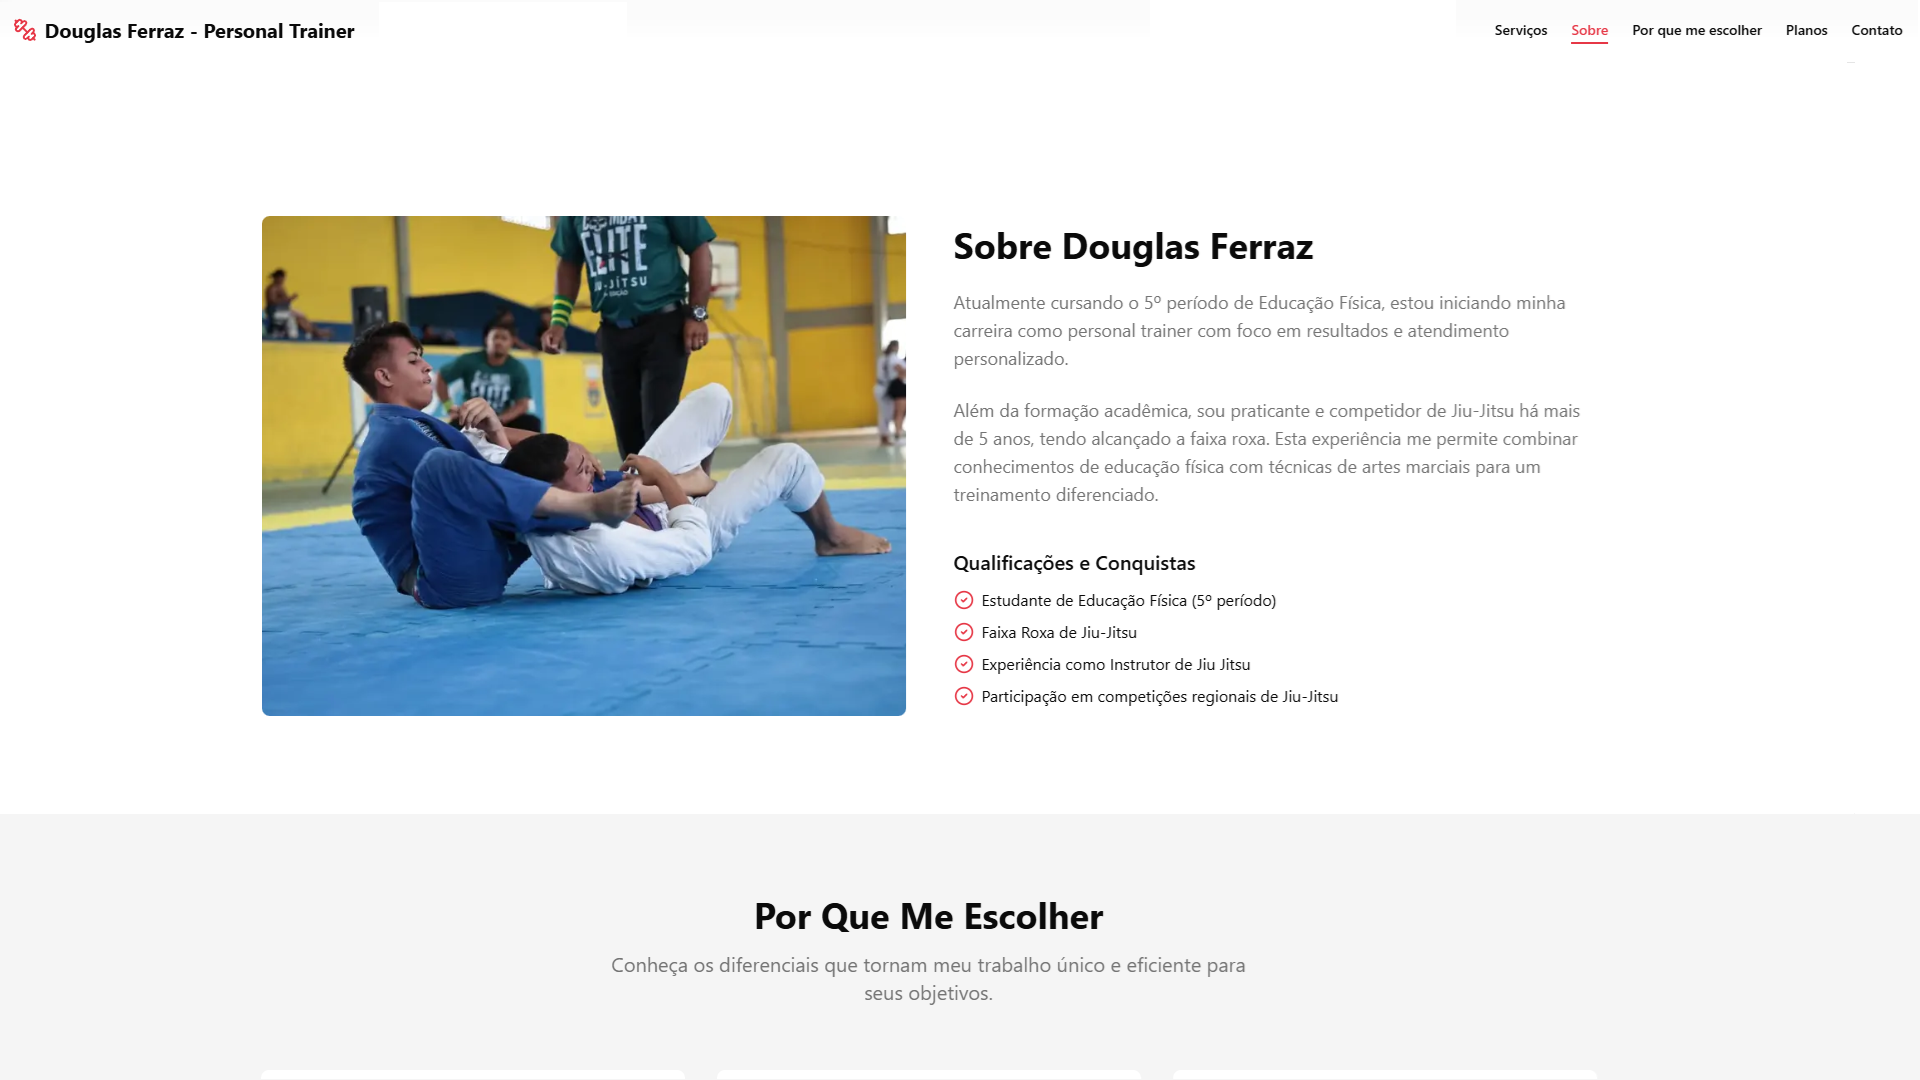 Douglas Ferraz - Personal Trainer
Serviços
Sobre
Por que me escolher
Planos
Contato
COMBAT
ELITE
JIU-JITSU
Sobre Douglas Ferraz
Atualmente cursando o 5º período de Educação Física, estou iniciando minha
carreira como personal trainer com foco em resultados e atendimento
personalizado.
Além da formação acadêmica, sou praticante e competidor de Jiu-Jitsu há mais
de 5 anos, tendo alcançado a faixa roxa. Esta experiência me permite combinar
conhecimentos de educação física com técnicas de artes marciais para um
treinamento diferenciado.
Qualificações e Conquistas
Estudante de Educação Física (5º período)
Faixa Roxa de Jiu-Jitsu
Experiência como Instrutor de Jiu Jitsu
Participação em competições regionais de Jiu-Jitsu
Por Que Me Escolher
Conheça os diferenciais que tornam meu trabalho único e eficiente para
seus objetivos.